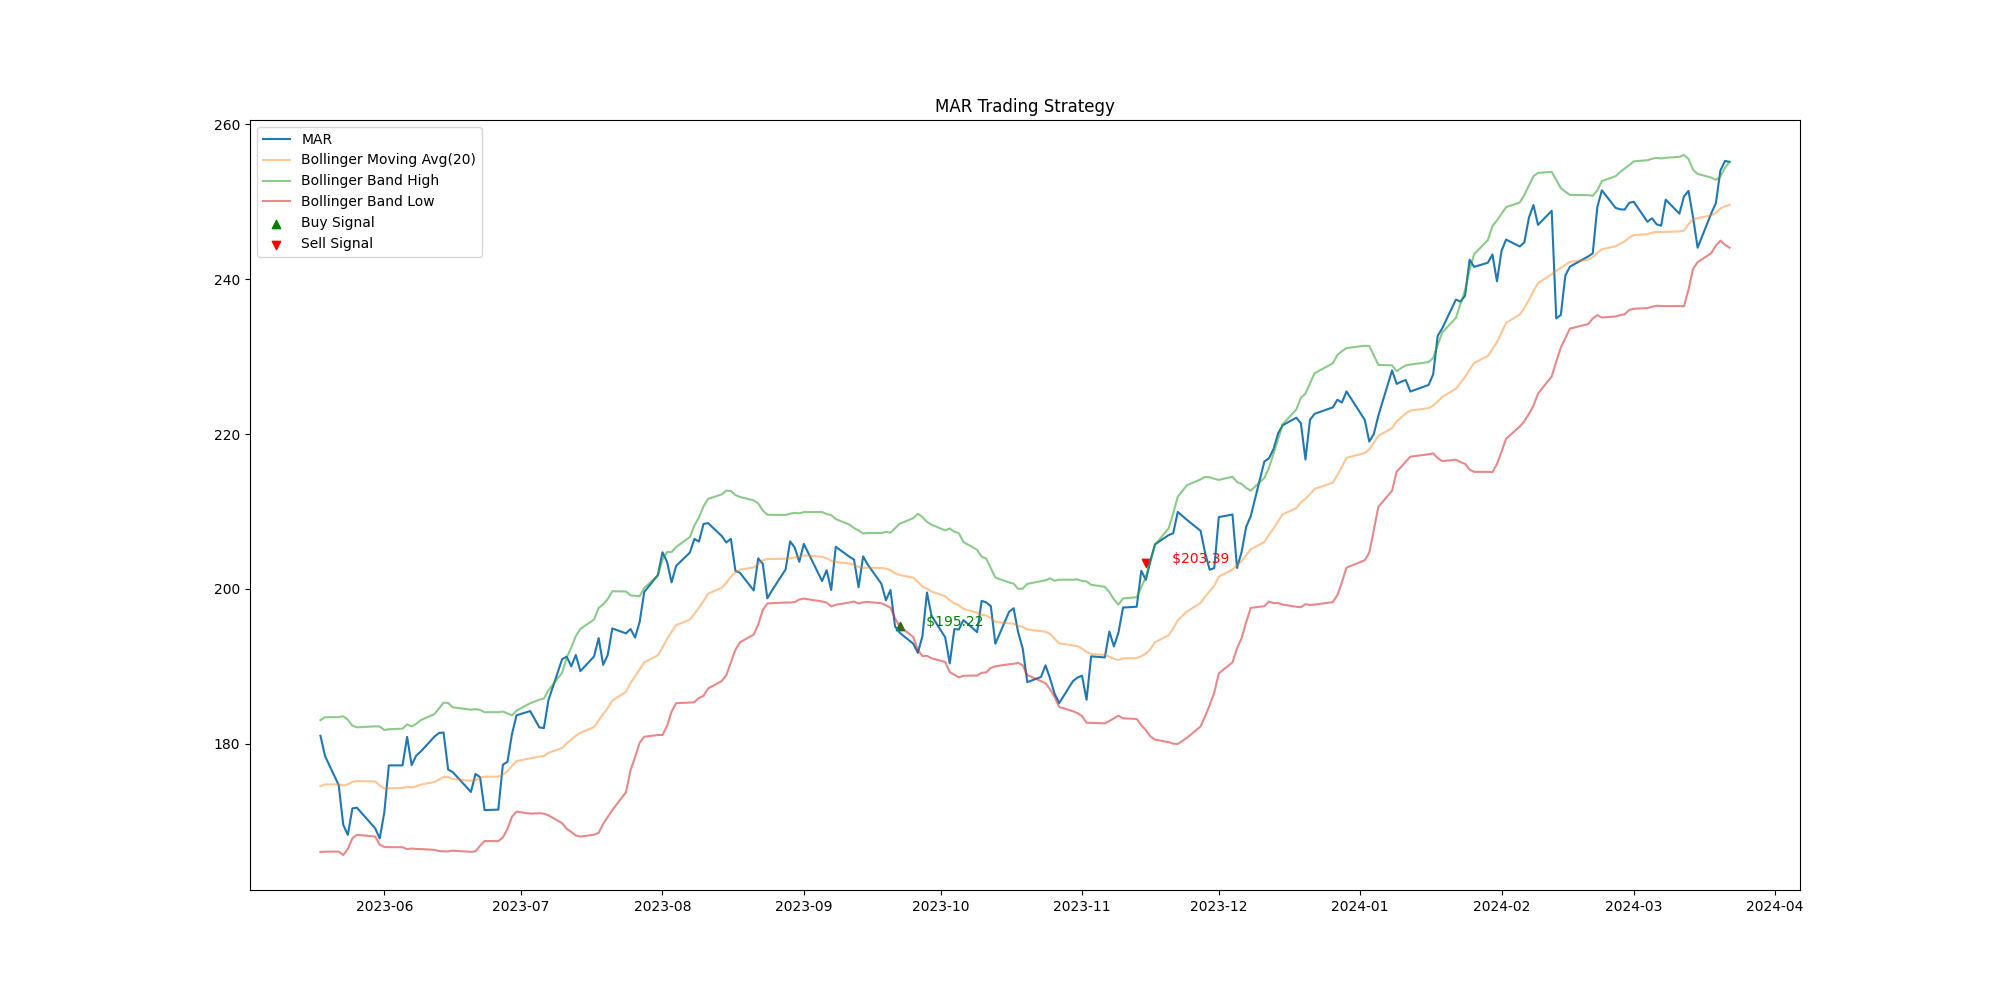 MAR Trading Strategy
260
240
220
200
180
MAR
Bollinger Moving Avg(20)
Bollinger Band High
Bollinger Band Low
Buy Signal
Sell Signal
$203.39
$195.22
2023-06
2023-07
2023-08
2023-09
2023-10
2023-11
2023-12
2024-01
2024-02
2024-03
2024-04